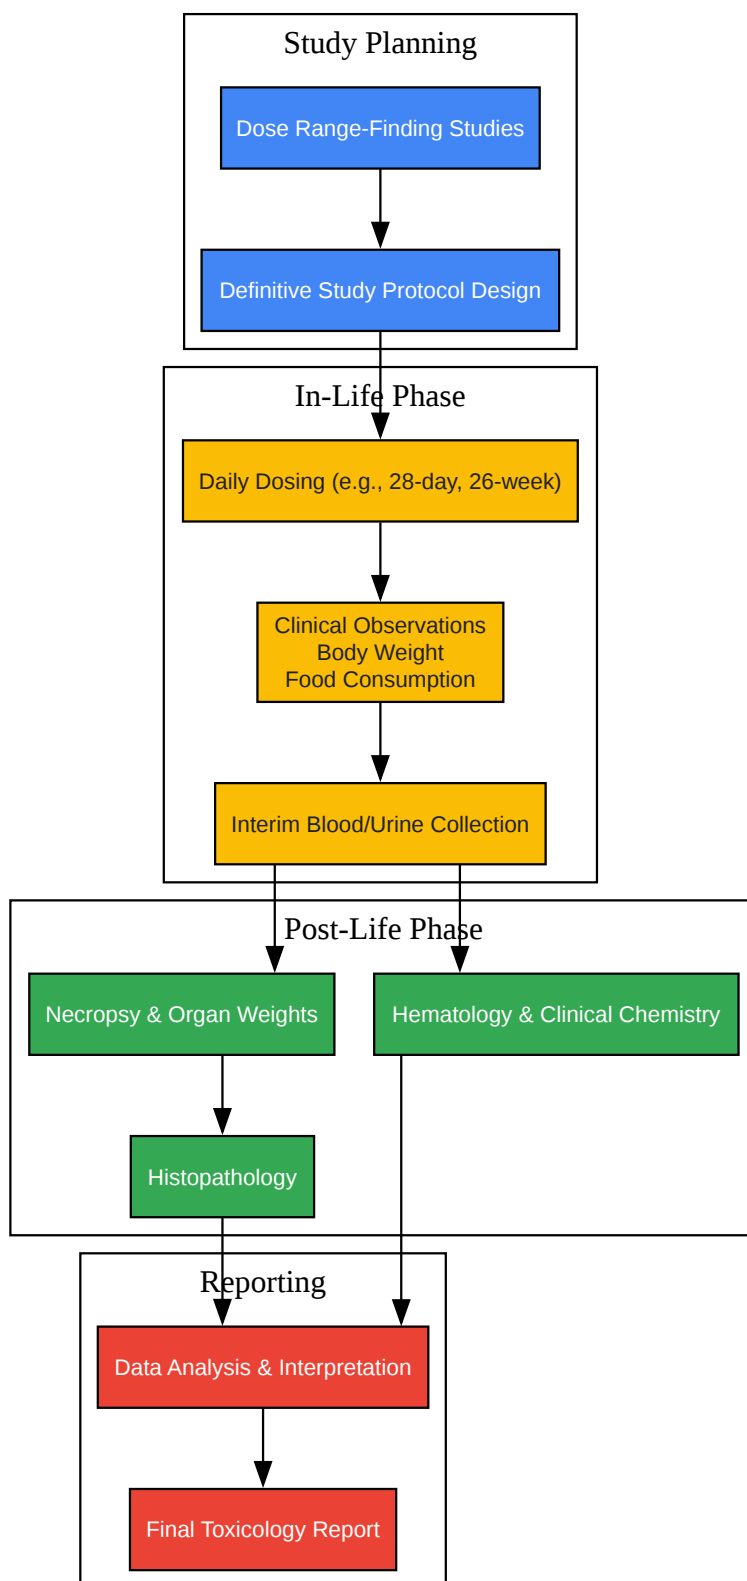 Study Planning
Dose Range-Finding Studies
Definitive Study Protocol Design
In-Life Phase
Daily Dosing (e.g., 28-day, 26-week)
Clinical Observations
Body Weight
Food Consumption
Interim Blood/Urine Collection
Post-Life Phase
Necropsy & Organ Weights
Hematology & Clinical Chemistry
Histopathology
Reporting
Data Analysis & Interpretation
Final Toxicology Report